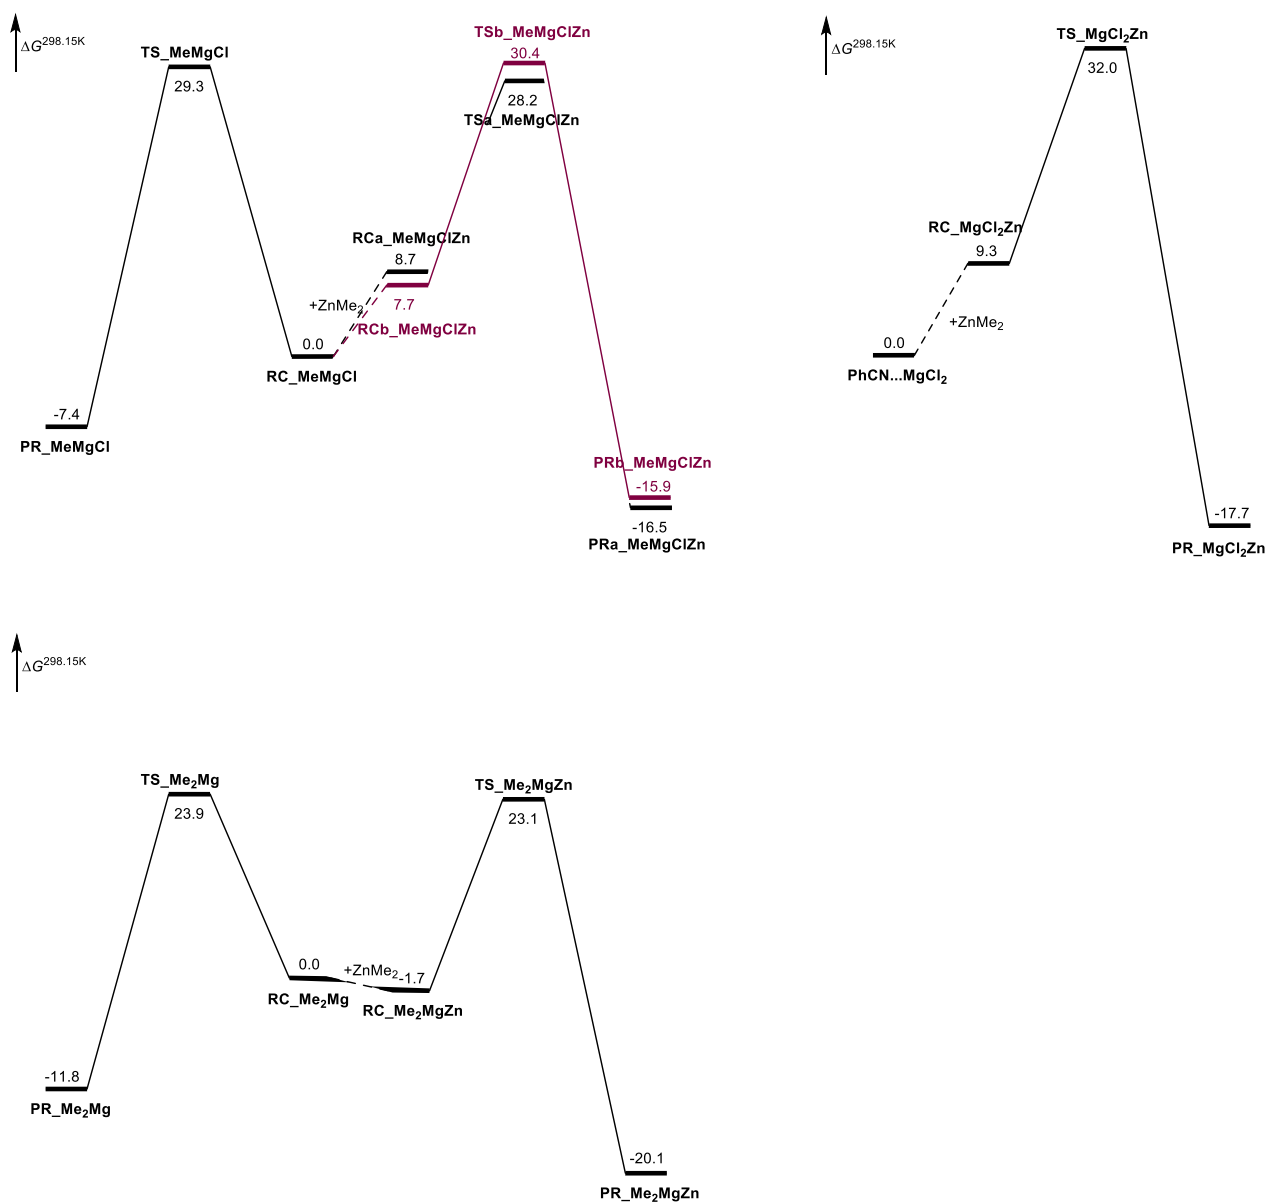 ΔG298.15K
TS_MeMgCl
29.3
TSb_MeMgClZn
30.4
28.2
TSa_MeMgClZn
RCa_MeMgClZn
8.7
+ZnMe2
7.7
RCb_MeMgClZn
0.0
RC_MeMgCl
-7.4
PR_MeMgCl
PRb_MeMgClZn
-15.9
-16.5
PRa_MeMgClZn
ΔG298.15K
TS_MgCl2Zn
32.0
RC_MgCl2Zn
9.3
+ZnMe2
0.0
PhCN...MgCl2
-17.7
PR_MgCl2Zn
ΔG298.15K
TS_Me2Mg
23.9
TS_Me2MgZn
23.1
0.0
+ZnMe2
-1.7
RC_Me2Mg
RC_Me2MgZn
-11.8
PR_Me2Mg
-20.1
PR_Me2MgZn